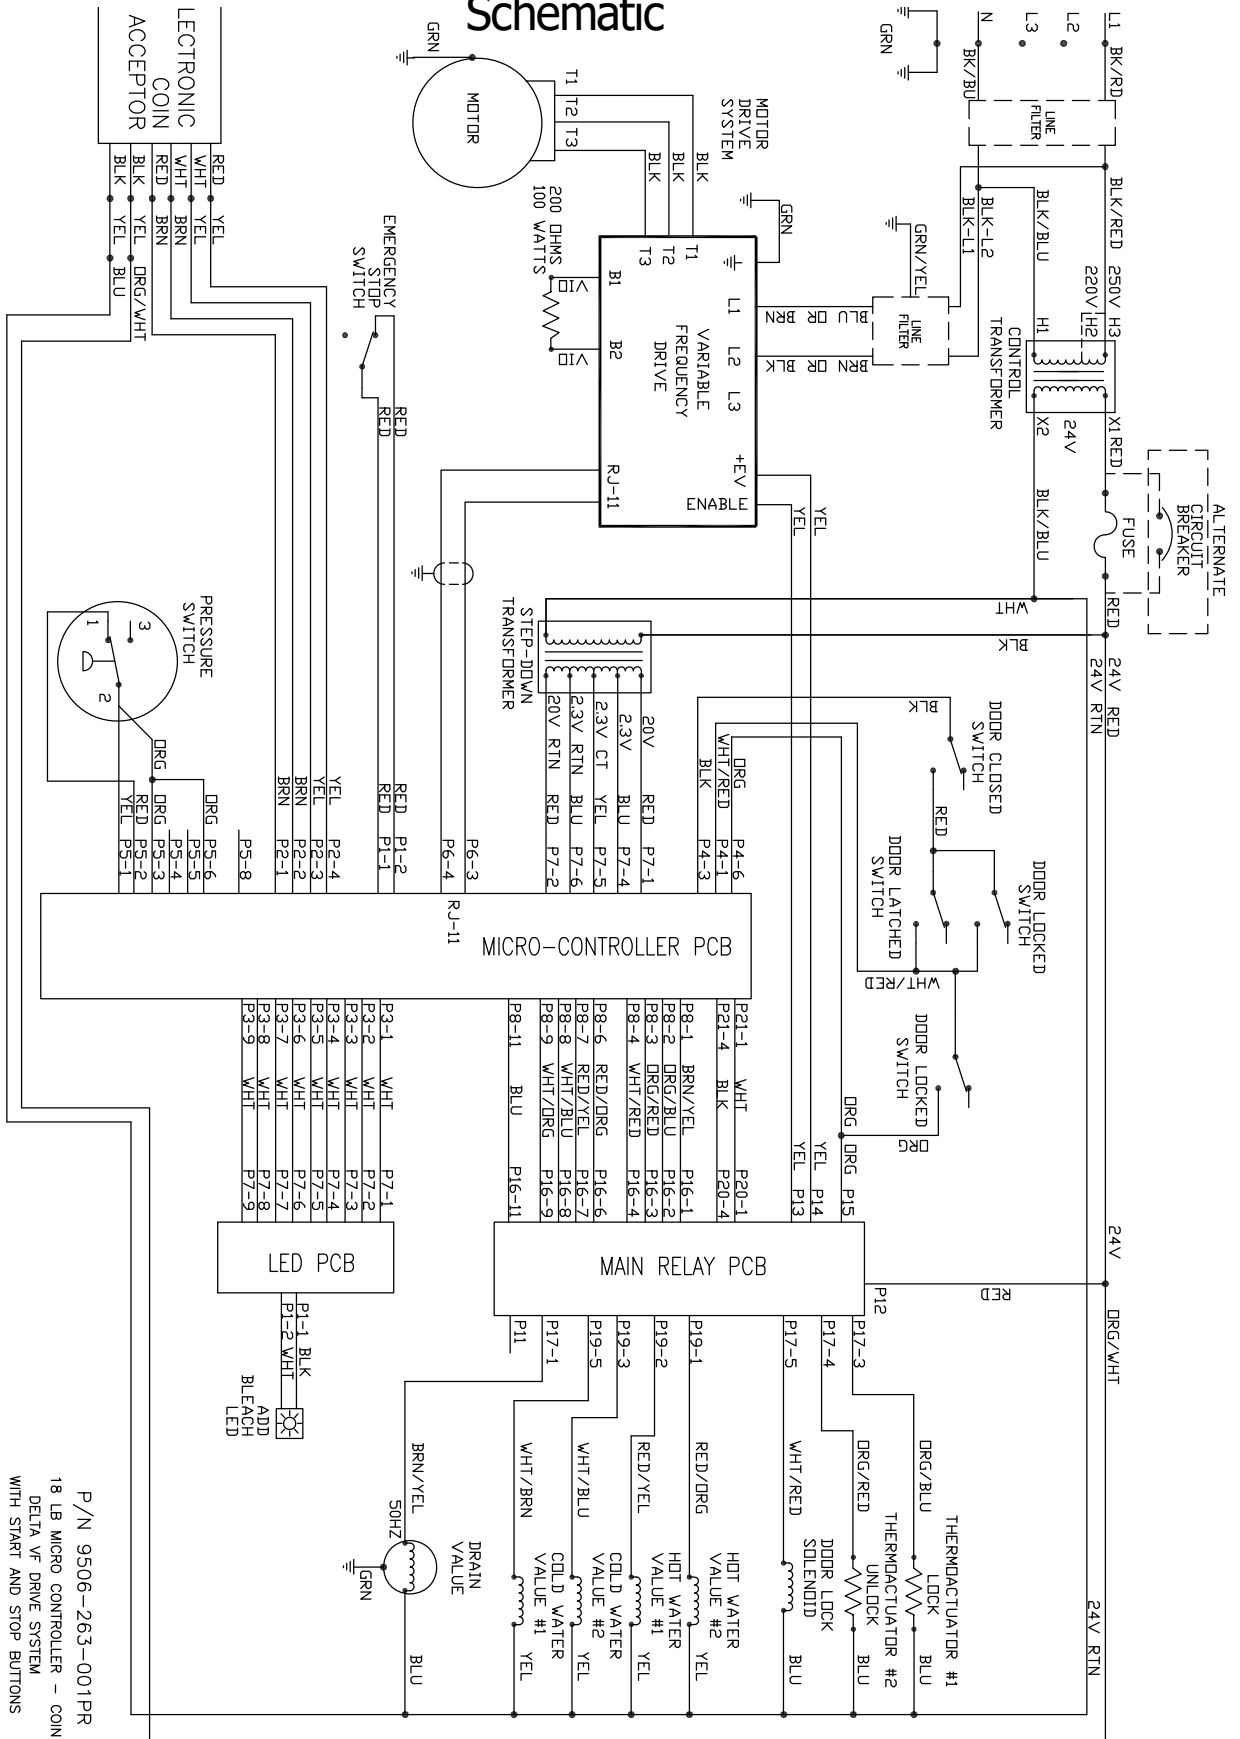 Schematic
L1
L2
L3
N
GRN
BK/RD
BK/BU
LINE
FILTER
BLK/RED
BLK/BLU
BLK-L2
BLK-L1
GRN/YEL
LINE
FILTER
250V
220V
H3
H2
H1
CONTROL
TRANSFORMER
X1
X2
24V
RED
BLK/BLU
ALTERNATE
CIRCUIT
BREAKER
FUSE
RED
WHT
BLK
24V RED
24V RTN
24V
RED
ORG/WHT
24V RTN
BLU OR BRN
BRN OR BLK
MOTOR
DRIVE
SYSTEM
MOTOR
GRN
T1
T2
T3
BLK
BLK
BLK
GRN
T1
T2
T3
L1
L2
L3
VARIABLE
FREQUENCY
DRIVE
+EV
ENABLE
B1
B2
RJ-11
YEL
YEL
200 OHMS
100 WATTS
VIO
VIO
LECTRONIC
COIN
ACCEPTOR
RED
WHT
WHT
RED
BLK
BLK
YEL
YEL
BRN
BRN
YEL
YEL
ORG/WHT
BLU
EMERGENCY
STOP
SWITCH
RED
RED
STEP-DOWN
TRANSFORMER
20V
2.3V
2.3V CT
2.3V RTN
20V RTN
RED
BLU
YEL
BLU
RED
P7-1
P7-4
P7-5
P7-6
P7-2
PRESSURE
SWITCH
1
3
2
ORG
ORG
ORG
RED
YEL
P5-8
P5-6
P5-5
P5-4
P5-3
P5-2
P5-1
YEL
YEL
BRN
BRN
P2-4
P2-3
P2-2
P2-1
RED
RED
P1-2
P1-1
P6-3
P6-4
RJ-11
ORG
WHT/RED
BLK
P4-6
P4-1
P4-3
BLK
DOOR CLOSED
SWITCH
RED
DOOR LOCKED
SWITCH
DOOR LATCHED
SWITCH
WHT/RED
DOOR LOCKED
SWITCH
ORG
ORG
ORG
MICRO-CONTROLLER PCB
P21-1 WHT P20-1
P21-4 BLK P20-4
P8-1 BRN/YEL P16-1
P8-2 ORG/BLU P16-2
P8-3 ORG/RED P16-3
P8-4 WHT/RED P16-4
P8-6 RED/ORG P16-6
P8-7 RED/YEL P16-7
P8-8 WHT/BLU P16-8
P8-9 WHT/ORG P16-9
P8-11 BLU P16-11
P3-1 WHT P7-1
P3-2 WHT P7-2
P3-3 WHT P7-3
P3-4 WHT P7-4
P3-5 WHT P7-5
P3-6 WHT P7-6
P3-7 WHT P7-7
P3-8 WHT P7-8
P3-9 WHT P7-9
P15
YEL P14
YEL P13
MAIN RELAY PCB
P12
LED PCB
P1-1 BLK
P1-2 WHT
ADD
BLEACH
LED
P17-3
P17-4
P17-5
P19-1
P19-2
P19-3
P19-5
P17-1
P11
ORG/BLU
THERMOACTUATOR #1
LOCK
BLU
ORG/RED
THERMOACTUATOR #2
UNLOCK
BLU
WHT/RED
DOOR LOCK
SOLENOID
BLU
RED/ORG
HOT WATER
VALUE #2
YEL
RED/YEL
HOT WATER
VALUE #1
YEL
WHT/BLU
COLD WATER
VALUE #2
YEL
WHT/BRN
COLD WATER
VALUE #1
YEL
BRN/YEL
50HZ
DRAIN
VALUE
GRN
BLU
P/N 9506-263-001PR
18 LB MICRO CONTROLLER - COIN
DELTA VF DRIVE SYSTEM
WITH START AND STOP BUTTONS